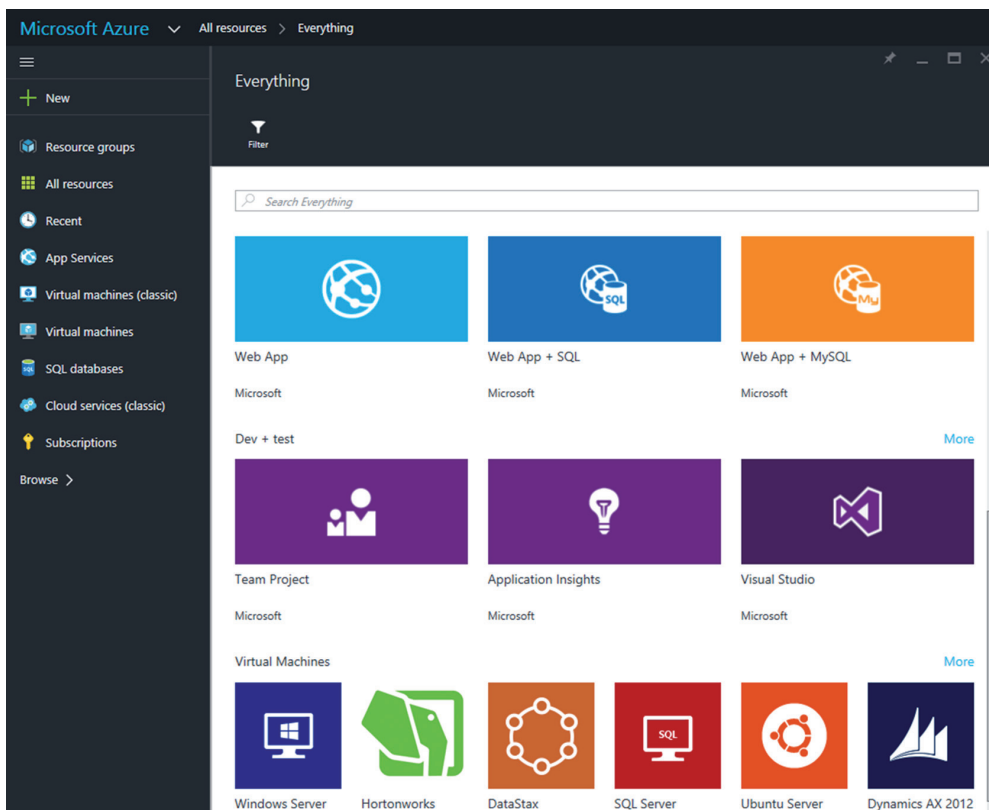 Microsoft Azure All resources > Everything
New
Resource groups
All resources
Recent
App Services
Virtual machines (classic)
Virtual machines
SQL databases
Cloud services (classic)
Subscriptions
Browse >
Everything
Filter
Search Everything
SQL
My
Web App
Web App + SQL
Web App + MySQL
Microsoft
Microsoft
Microsoft
Dev + test
More
Team Project
Application Insights
Visual Studio
Microsoft
Microsoft
Microsoft
Virtual Machines
More
SQL
Windows Server
Hortonworks
DataStax
SQL Server
Ubuntu Server
Dynamics AX 2012